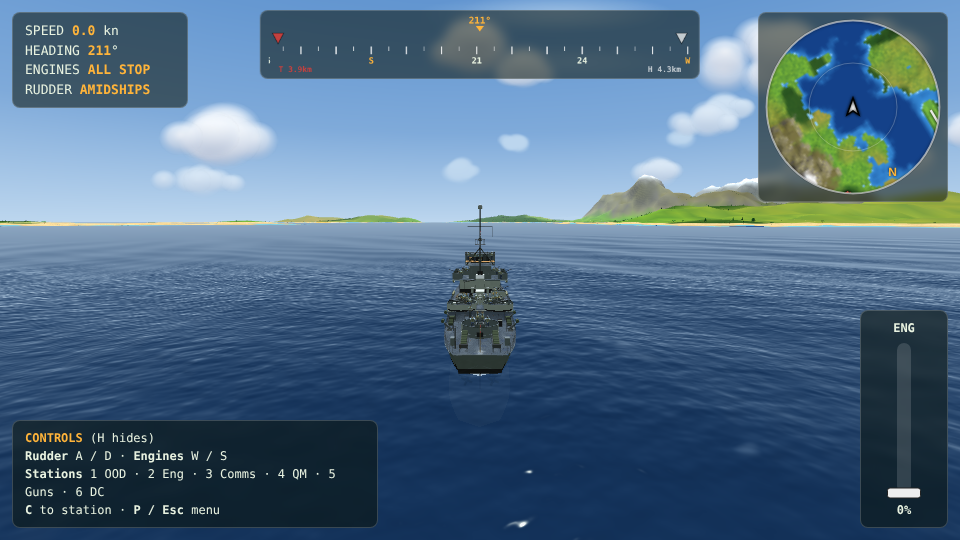 SPEED 0.0 kn
HEADING 211°
ENGINES ALL STOP
RUDDER AMIDSHIPS
211°
S 21 24 W
T 3.9km H 4.3km
N
ENG
0%
CONTROLS (H hides)
Rudder A / D · Engines W / S
Stations 1 OOD · 2 Eng · 3 Comms · 4 QM · 5
Guns · 6 DC
C to station · P / Esc menu